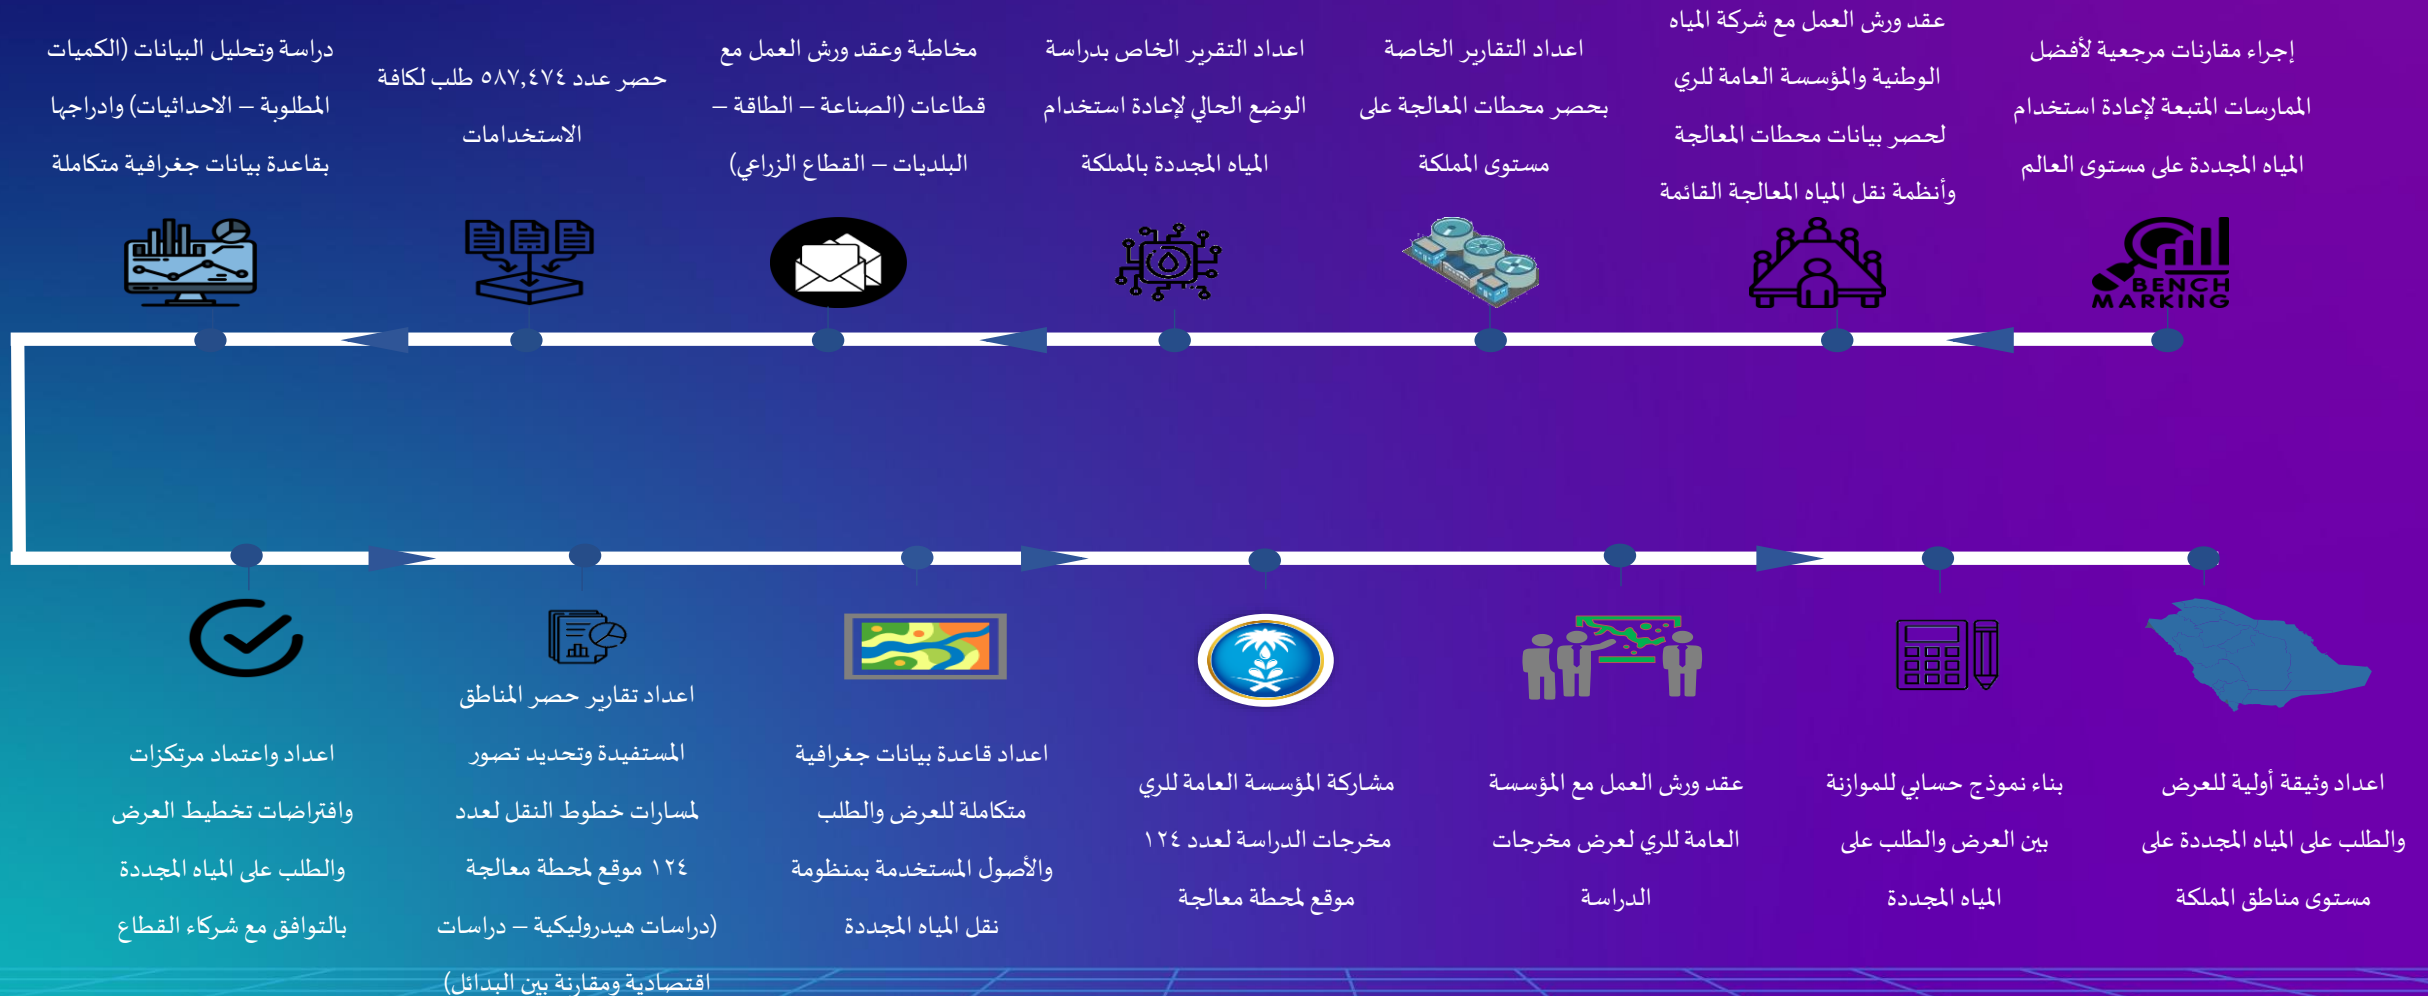 إجراء مقارنات مرجعية لأفضل
الممارسات المتبعة لإعادة استخدام
المياه المجددة على مستوى العالم
BENCH
MARKING
عقد ورش العمل مع شركة المياه
الوطنية والمؤسسة العامة للري
لحصر بيانات محطات المعالجة
وأنظمة نقل المياه المعالجة القائمة
اعداد التقارير الخاصة
بحصر محطات المعالجة على
مستوى المملكة
اعداد التقرير الخاص بدراسة
الوضع الحالي لإعادة استخدام
المياه المجددة بالمملكة
مخاطبة وعقد ورش العمل مع
قطاعات (الصناعة – الطاقة –
البلديات – القطاع الزراعي)
حصر عدد ٥٨٧,٤٧٤ طلب لكافة
الاستخدامات
دراسة وتحليل البيانات (الكميات
المطلوبة – الاحداثيات) وادراجها
بقاعدة بيانات جغرافية متكاملة
اعداد واعتماد مرتكزات
وافتراضات تخطيط العرض
والطلب على المياه المجددة
بالتوافق مع شركاء القطاع
اعداد تقارير حصر المناطق
المستفيدة وتحديد تصور
لمسارات خطوط النقل لعدد
١٢٤ موقع لمحطة معالجة
(دراسات هيدروليكية – دراسات
اقتصادية ومقارنة بين البدائل)
اعداد قاعدة بيانات جغرافية
متكاملة للعرض والطلب
والأصول المستخدمة بمنظومة
نقل المياه المجددة
مشاركة المؤسسة العامة للري
مخرجات الدراسة لعدد ١٢٤
موقع لمحطة معالجة
عقد ورش العمل مع المؤسسة
العامة للري لعرض مخرجات
الدراسة
بناء نموذج حسابي للموازنة
بين العرض والطلب على
المياه المجددة
اعداد وثيقة أولية للعرض
والطلب على المياه المجددة على
مستوى مناطق المملكة